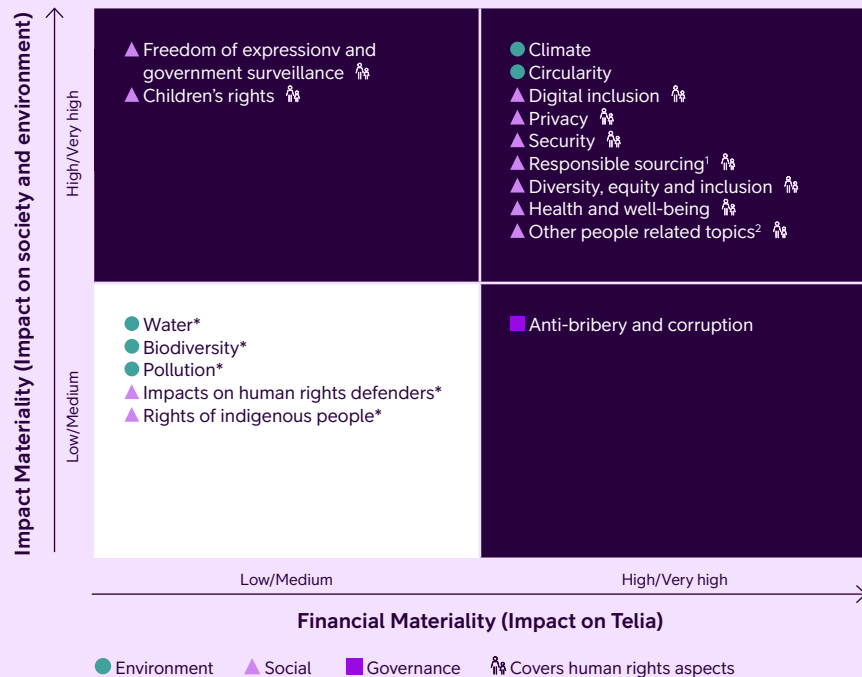 Impact Materiality (Impact on society and environment)
High/Very high
Low/Medium
Freedom of expressionv and
government surveillance
Children’s rights
Climate
Circularity
Digital inclusion
Privacy
Security
Responsible sourcing¹
Diversity, equity and inclusion
Health and well-being
Other people related topics²
Water*
Biodiversity*
Pollution*
Impacts on human rights defenders*
Rights of indigenous people*
Anti-bribery and corruption
Low/Medium
High/Very high
Financial Materiality (Impact on Telia)
Environment
Social
Governance
Covers human rights aspects